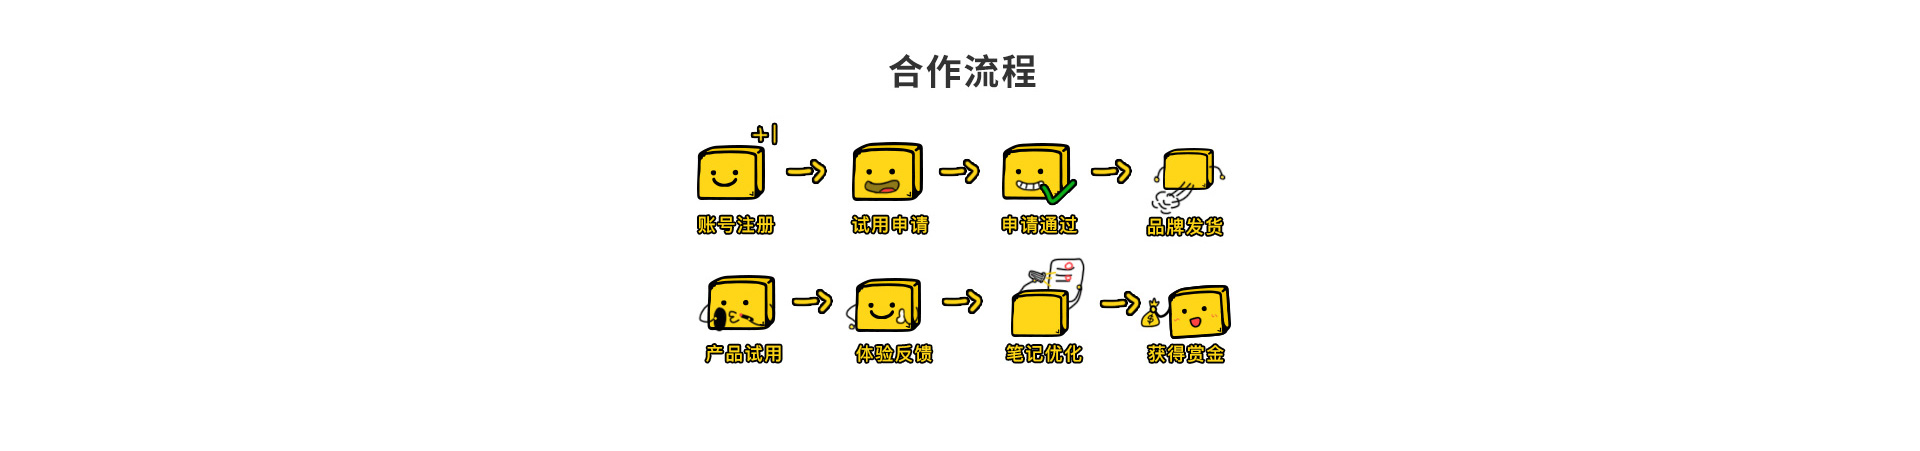 合作流程
+1
账号注册 试用申请 申请通过 品牌发货
$
产品试用 体验反馈 笔记优化 获得赏金